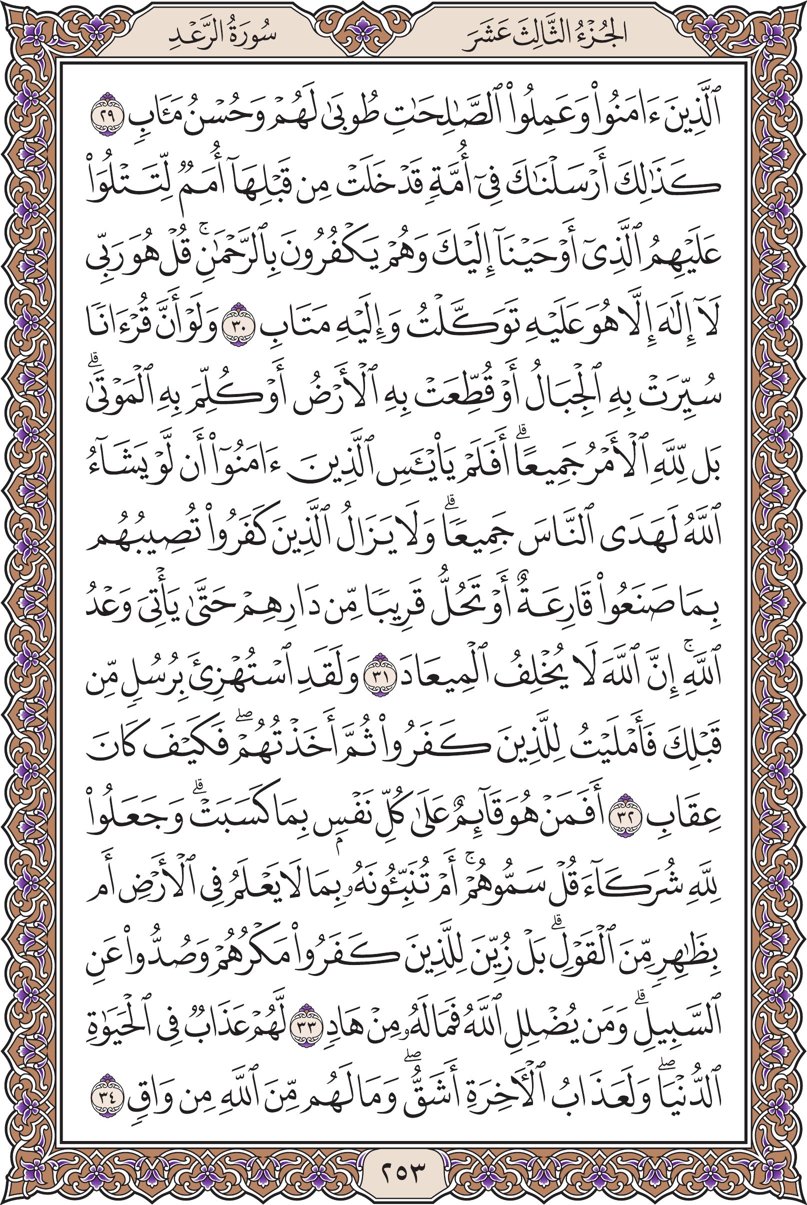 الجُزْءُ الثَّالِثَ عَشَرَ
سُورَةُ الرَّعْدِ
ٱلَّذِينَ ءَامَنُواْ وَعَمِلُواْ ٱلصَّٰلِحَٰتِ طُوبَىٰ لَهُمْ وَحُسْنُ مَـَٔابٖ ٢٩
كَذَٰلِكَ أَرْسَلْنَٰكَ فِيٓ أُمَّةٖ قَدْ خَلَتْ مِن قَبْلِهَآ أُمَمٞ لِّتَتْلُوَاْ
عَلَيْهِمُ ٱلَّذِيٓ أَوْحَيْنَآ إِلَيْكَ وَهُمْ يَكْفُرُونَ بِٱلرَّحْمَٰنِۚ قُلْ هُوَ رَبِّي
لَآ إِلَٰهَ إِلَّا هُوَ عَلَيْهِ تَوَكَّلْتُ وَإِلَيْهِ مَتَابِ ٣٠ وَلَوْ أَنَّ قُرْءَانٗا
سُيِّرَتْ بِهِ ٱلْجِبَالُ أَوْ قُطِّعَتْ بِهِ ٱلْأَرْضُ أَوْ كُلِّمَ بِهِ ٱلْمَوْتَىٰۗ
بَل لِّلَّهِ ٱلْأَمْرُ جَمِيعًاۗ أَفَلَمْ يَاْيْـَٔسِ ٱلَّذِينَ ءَامَنُوٓاْ أَن لَّوْ يَشَآءُ
ٱللَّهُ لَهَدَى ٱلنَّاسَ جَمِيعٗاۗ وَلَا يَزَالُ ٱلَّذِينَ كَفَرُواْ تُصِيبُهُم
بِمَا صَنَعُواْ قَارِعَةٌ أَوْ تَحُلُّ قَرِيبٗا مِّن دَارِهِمْ حَتَّىٰ يَأْتِيَ وَعْدُ
ٱللَّهِۚ إِنَّ ٱللَّهَ لَا يُخْلِفُ ٱلْمِيعَادَ ٣١ وَلَقَدِ ٱسْتُهْزِئَ بِرُسُلٖ مِّن
قَبْلِكَ فَأَمْلَيْتُ لِلَّذِينَ كَفَرُواْ ثُمَّ أَخَذْتُهُمْۖ فَكَيْفَ كَانَ
عِقَابِ ٣٢ أَفَمَنْ هُوَ قَآئِمٌ عَلَىٰ كُلِّ نَفْسِۭ بِمَا كَسَبَتْۗ وَجَعَلُواْ
لِلَّهِ شُرَكَآءَ قُلْ سَمُّوهُمْۚ أَمْ تُنَبِّـُٔونَهُۥ بِمَا لَا يَعْلَمُ فِي ٱلْأَرْضِ أَم
بِظَٰهِرٖ مِّنَ ٱلْقَوْلِۗ بَلْ زُيِّنَ لِلَّذِينَ كَفَرُواْ مَكْرُهُمْ وَصُدُّواْ عَنِ
ٱلسَّبِيلِۗ وَمَن يُضْلِلِ ٱللَّهُ فَمَا لَهُۥ مِنْ هَادٖ ٣٣ لَّهُمْ عَذَابٞ فِي ٱلْحَيَوٰةِ
ٱلدُّنْيَاۖ وَلَعَذَابُ ٱلْأٓخِرَةِ أَشَقُّۖ وَمَا لَهُم مِّنَ ٱللَّهِ مِن وَاقٖ ٣٤
٢٥٣